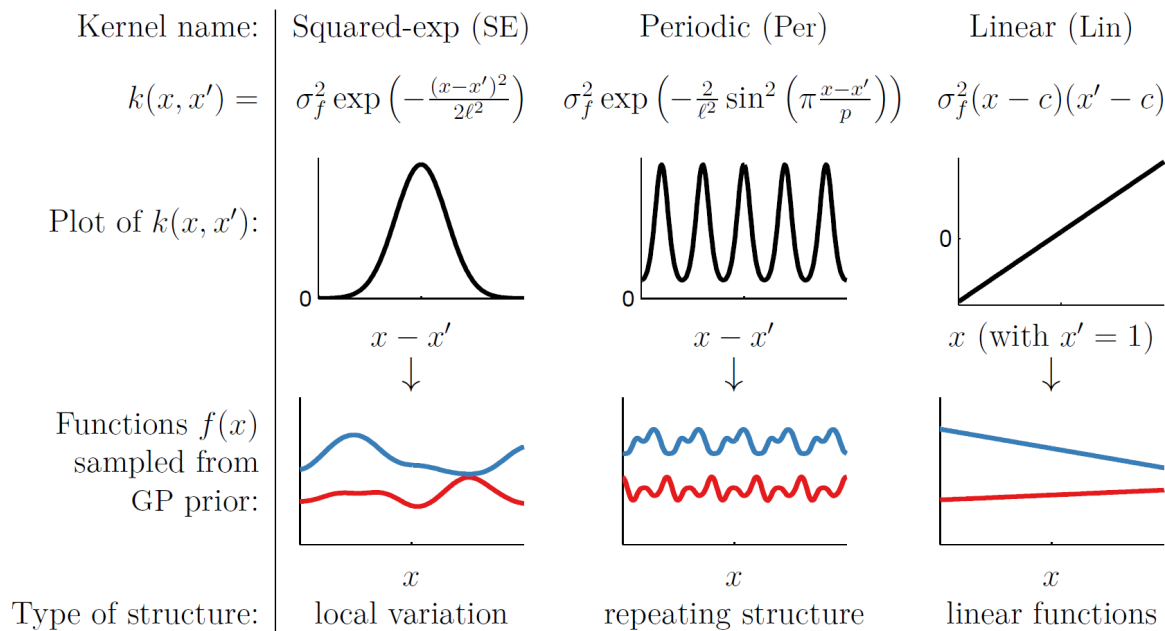 Kernel name: Squared-exp (SE) Periodic (Per) Linear (Lin)
k(x, x′) = σ_f^2 exp(−(x−x′)^2/2ℓ^2) σ_f^2 exp(−2/ℓ^2 sin^2(π x−x′/p)) σ_f^2(x − c)(x′ − c)
Plot of k(x, x′): 0 0 0
x − x′ x − x′ x (with x′ = 1)
↓ ↓ ↓
Functions f(x)
sampled from
GP prior:
x x x
Type of structure: local variation repeating structure linear functions